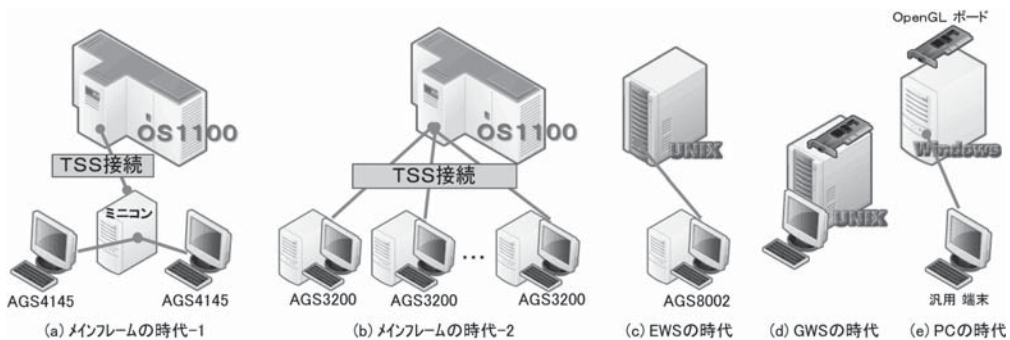 OS1100
TSS接続
ミニコン
AGS4145
AGS4145
(a) メインフレームの時代-1
OS1100
TSS接続
...
AGS3200
AGS3200
AGS3200
(b) メインフレームの時代-2
UNIX
AGS8002
(c) EWSの時代
UNIX
(d) GWSの時代
OpenGL ボード
Windows
汎用 端末
(e) PCの時代